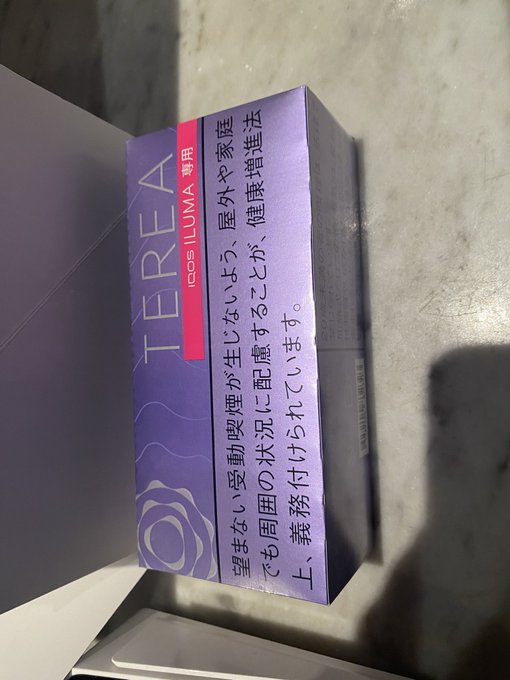 TEREA
IQOS ILUMA 専用
望まない受動喫煙が生じないよう、屋外や家庭
でも周囲の状況に配慮することが、健康増進法
上、義務付けられています。